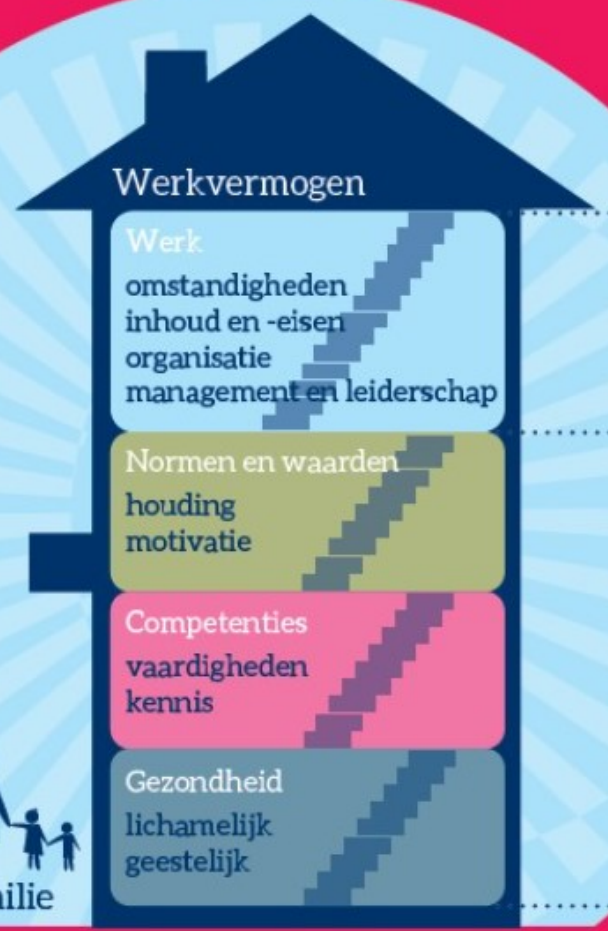 Werkvermogen
Werk
omstandigheden
inhoud en -eisen
organisatie
management en leiderschap
Normen en waarden
houding
motivatie
Competenties
vaardigheden
kennis
Gezondheid
lichamelijk
geestelijk